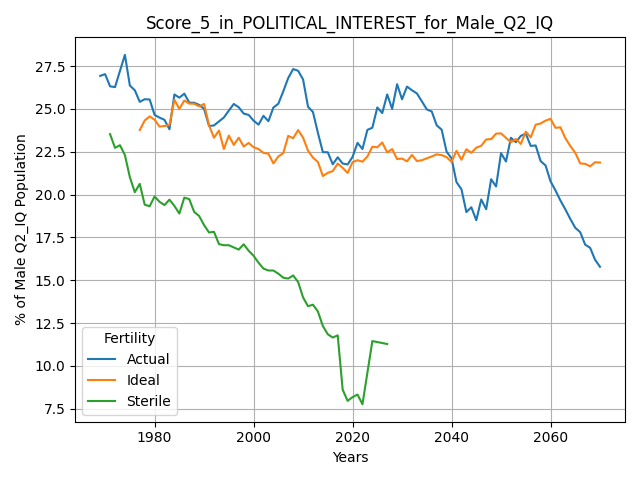 Score_5_in_POLITICAL_INTEREST_for_Male_Q2_IQ
% of Male Q2_IQ Population
27.5
25.0
22.5
20.0
17.5
15.0
12.5
10.0
7.5
Fertility
Actual
Ideal
Sterile
1980
2000
2020
2040
2060
Years